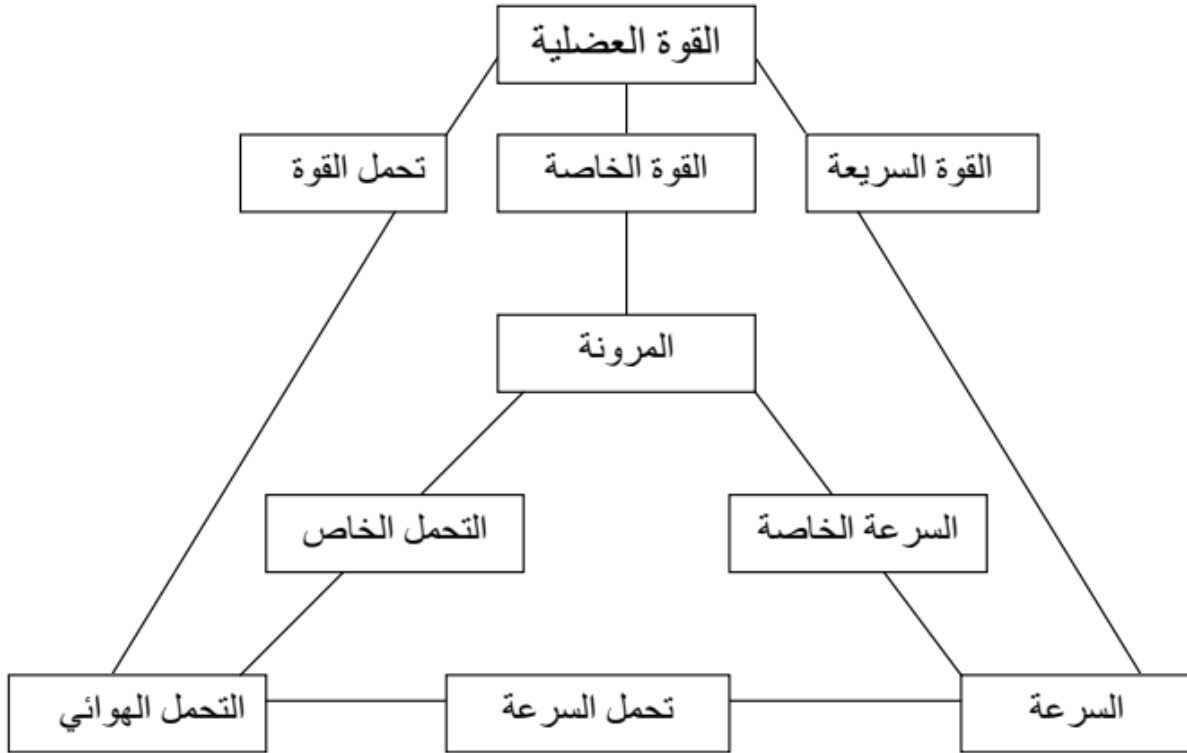 القوة العضلية
القوة السريعة
القوة الخاصة
تحمل القوة
المرونة
السرعة الخاصة
التحمل الخاص
السرعة
تحمل السرعة
التحمل الهوائي